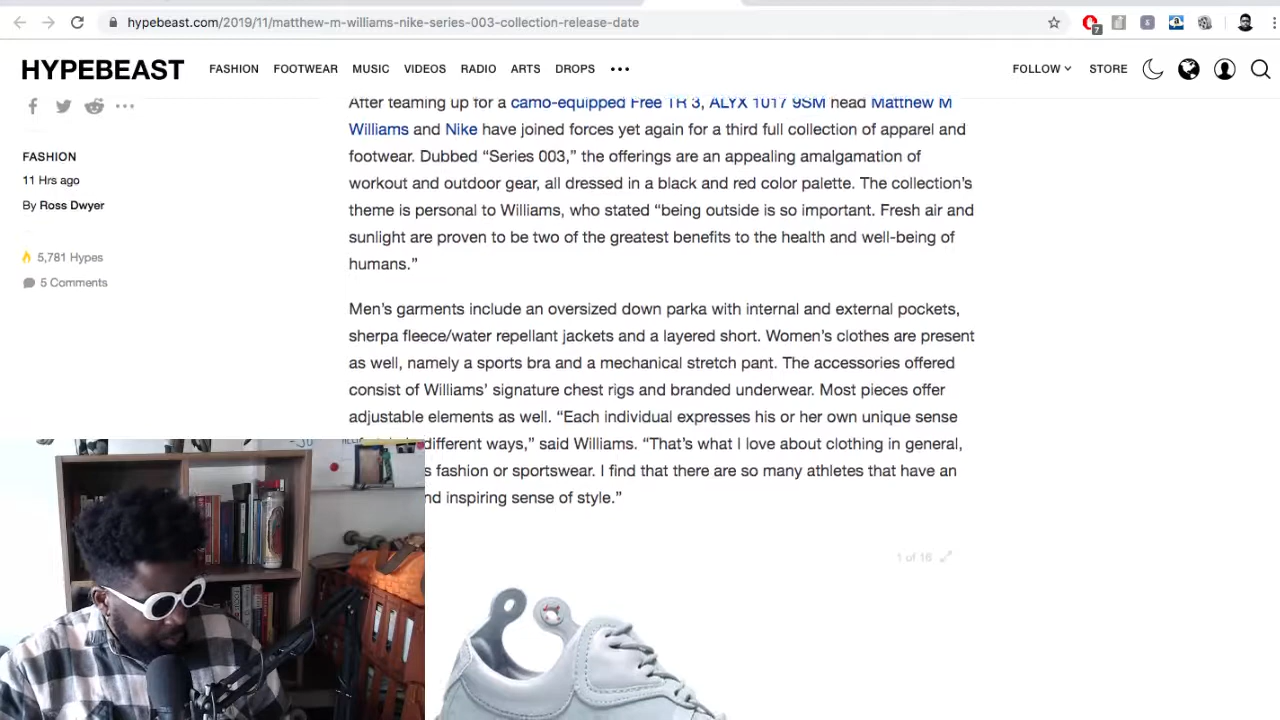 hypebeast.com/2019/11/matthew-m-williams-nike-series-003-collection-release-date
7
HYPEBEAST
FASHION FOOTWEAR MUSIC VIDEOS RADIO ARTS DROPS
FOLLOW STORE
FASHION
11 Hrs ago
By Ross Dwyer
5,781 Hypes
5 Comments
After teaming up for a camo-equipped Free TR 3, ALYX 1017 9SM head Matthew M
Williams and Nike have joined forces yet again for a third full collection of apparel and
footwear. Dubbed “Series 003,” the offerings are an appealing amalgamation of
workout and outdoor gear, all dressed in a black and red color palette. The collection’s
theme is personal to Williams, who stated “being outside is so important. Fresh air and
sunlight are proven to be two of the greatest benefits to the health and well-being of
humans.”
Men’s garments include an oversized down parka with internal and external pockets,
sherpa fleece/water repellant jackets and a layered short. Women’s clothes are present
as well, namely a sports bra and a mechanical stretch pant. The accessories offered
consist of Williams’ signature chest rigs and branded underwear. Most pieces offer
adjustable elements as well. “Each individual expresses his or her own unique sense
different ways,” said Williams. “That’s what I love about clothing in general,
s fashion or sportswear. I find that there are so many athletes that have an
nd inspiring sense of style.”
1 of 16